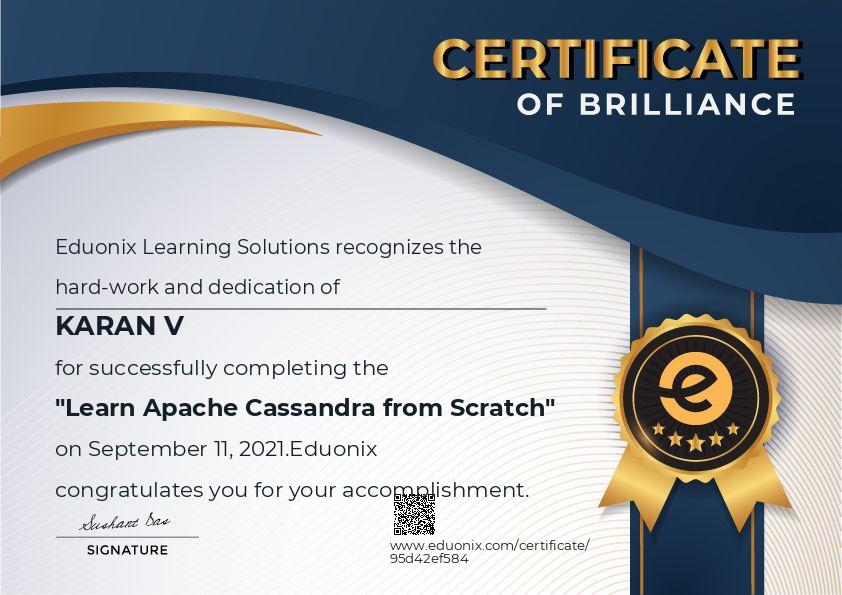 CERTIFICATE
OF BRILLIANCE
Eduonix Learning Solutions recognizes the
hard-work and dedication of
KARAN V
for successfully completing the
"Learn Apache Cassandra from Scratch"
on September 11, 2021.Eduonix
congratulates you for your accomplishment.
Sushant Das
SIGNATURE
www.eduonix.com/certificate/
95d42ef584